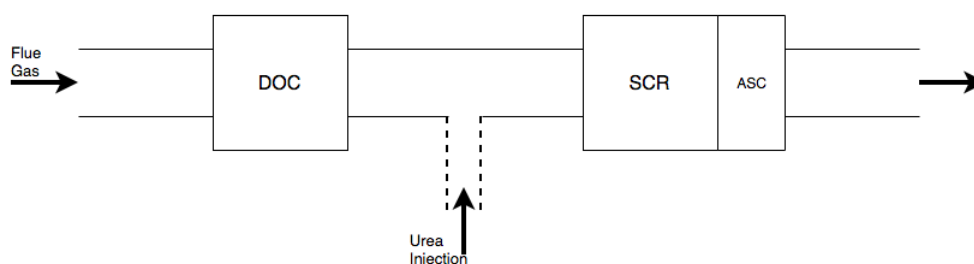 Flue
Gas
DOC
SCR
ASC
Urea
Injection